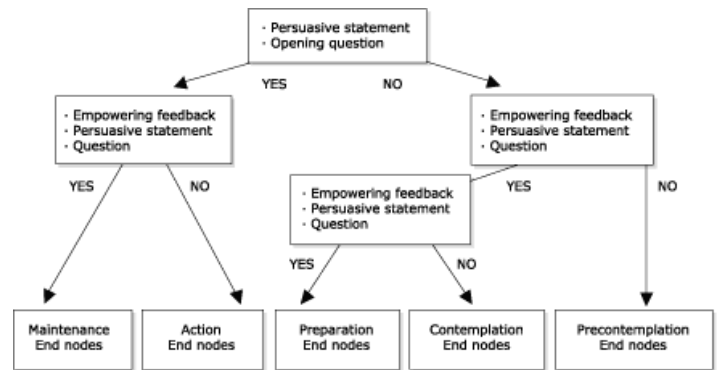 · Persuasive statement
· Opening question
YES
NO
· Empowering feedback
· Persuasive statement
· Question
· Empowering feedback
· Persuasive statement
· Question
YES
NO
YES
NO
· Empowering feedback
· Persuasive statement
· Question
YES
NO
Maintenance
End nodes
Action
End nodes
Preparation
End nodes
Contemplation
End nodes
Precontemplation
End nodes